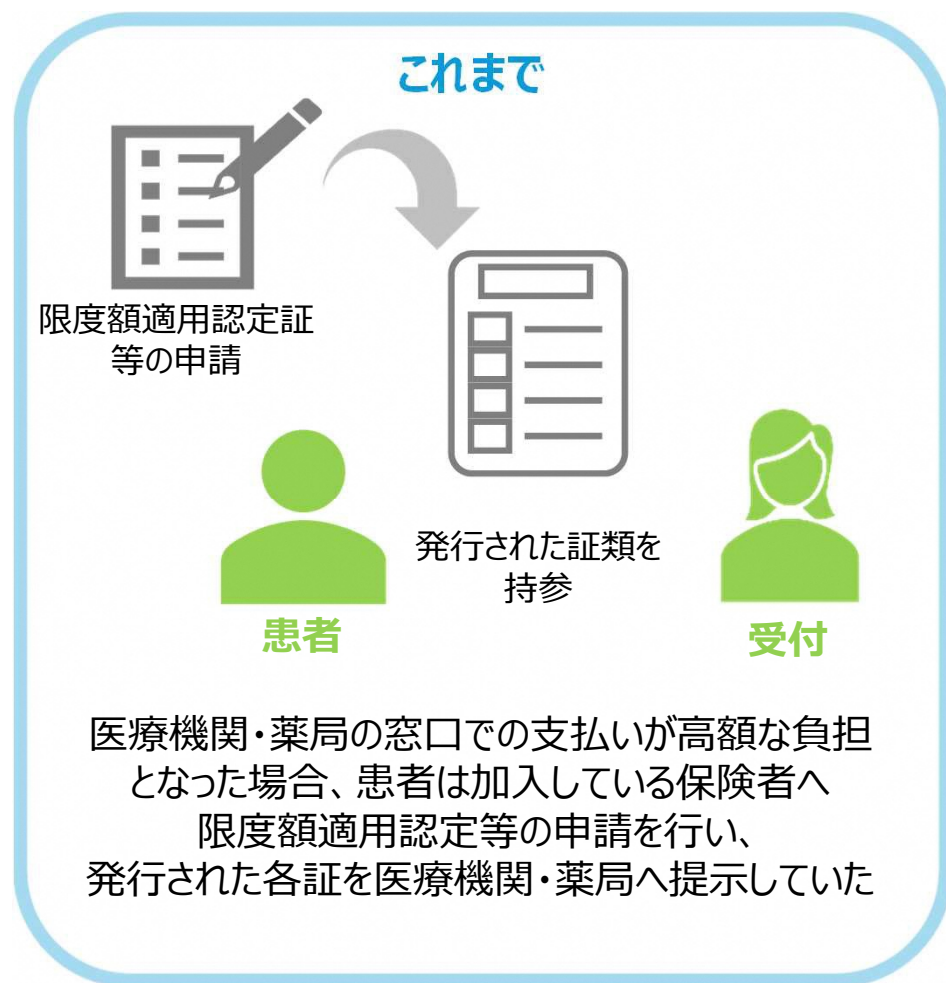 これまで
限度額適用認定証
等の申請
発行された証類を
持参
患者
受付
医療機関・薬局の窓口での支払いが高額な負担
となった場合、患者は加入している保険者へ
限度額適用認定等の申請を行い、
発行された各証を医療機関・薬局へ提示していた